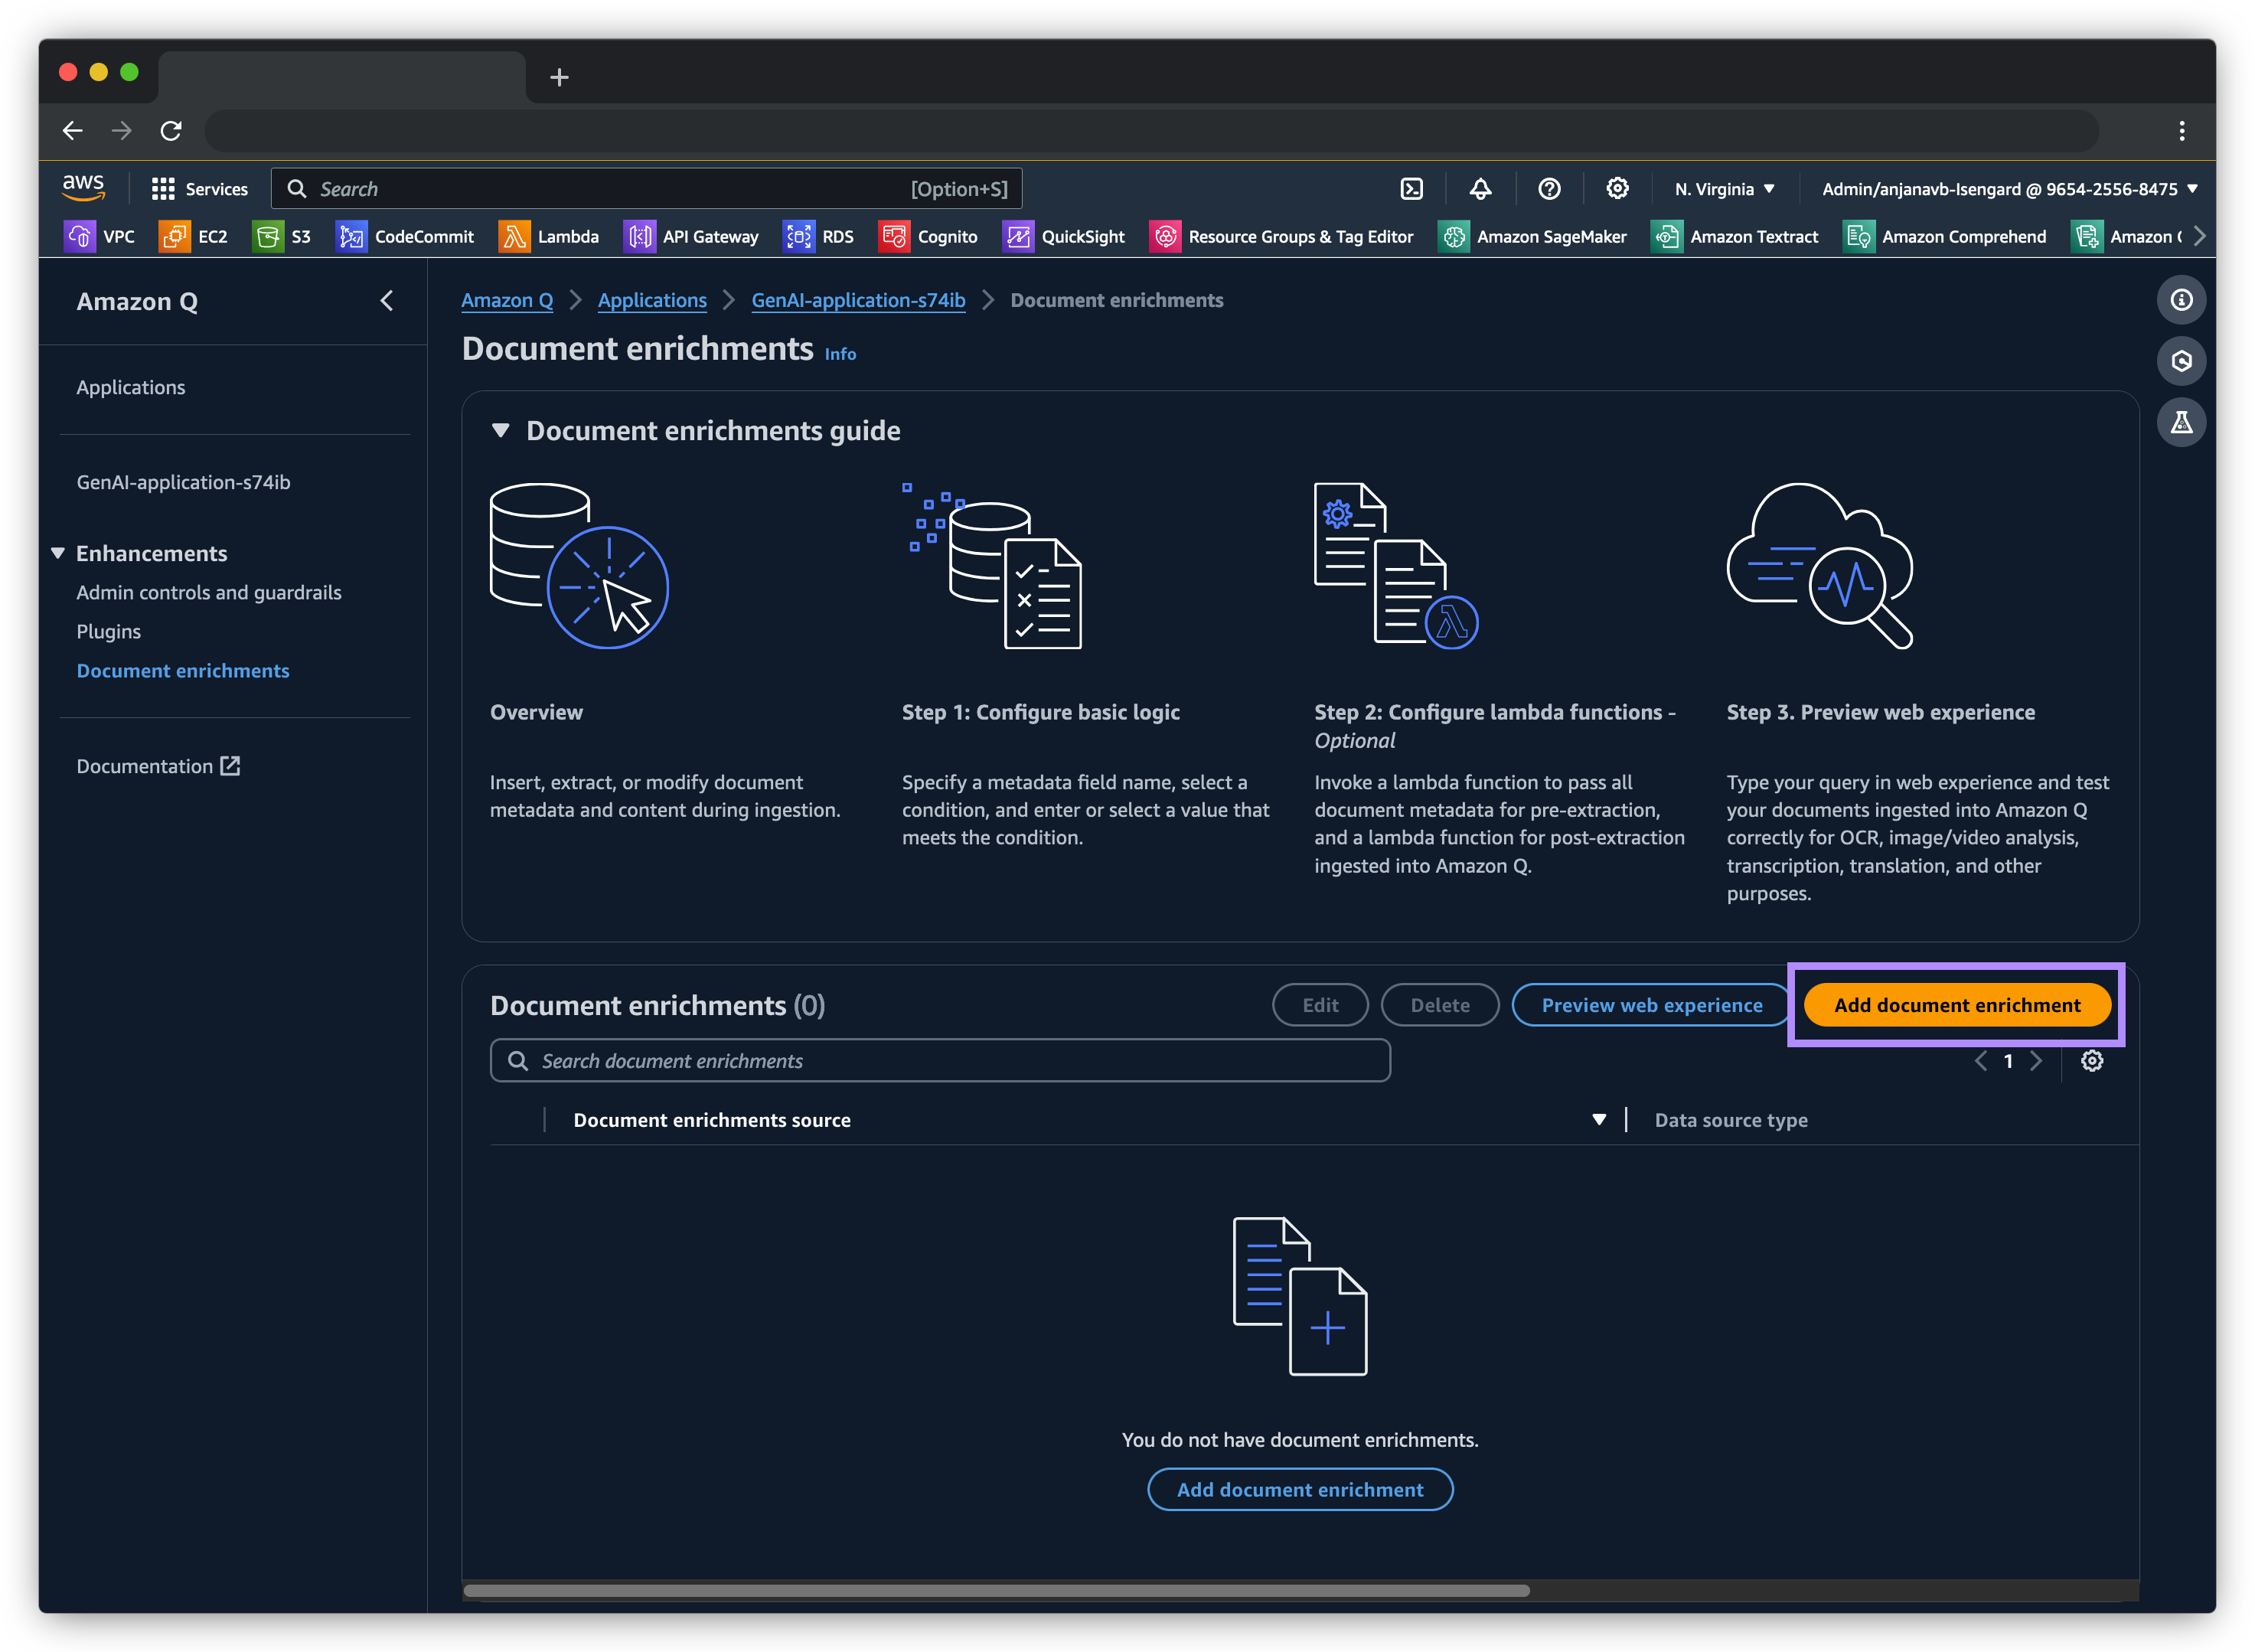 aws
Services
Search
[Option+S]
N. Virginia
Admin/anjanavb-Isengard @ 9654-2556-8475
VPC
EC2
S3
CodeCommit
Lambda
API Gateway
RDS
Cognito
QuickSight
Resource Groups & Tag Editor
Amazon SageMaker
Amazon Textract
Amazon Comprehend
Amazon
Amazon Q
Applications
GenAI-application-s74ib
Enhancements
Admin controls and guardrails
Plugins
Document enrichments
Documentation
Amazon Q
Applications
GenAI-application-s74ib
Document enrichments
Document enrichments Info
Document enrichments guide
Overview
Insert, extract, or modify document
metadata and content during ingestion.
Step 1: Configure basic logic
Specify a metadata field name, select a
condition, and enter or select a value that
meets the condition.
Step 2: Configure lambda functions -
Optional
Invoke a lambda function to pass all
document metadata for pre-extraction,
and a lambda function for post-extraction
ingested into Amazon Q.
Step 3. Preview web experience
Type your query in web experience and test
your documents ingested into Amazon Q
correctly for OCR, image/video analysis,
transcription, translation, and other
purposes.
Document enrichments (0)
Edit
Delete
Preview web experience
Add document enrichment
Search document enrichments
1
Document enrichments source
Data source type
You do not have document enrichments.
Add document enrichment